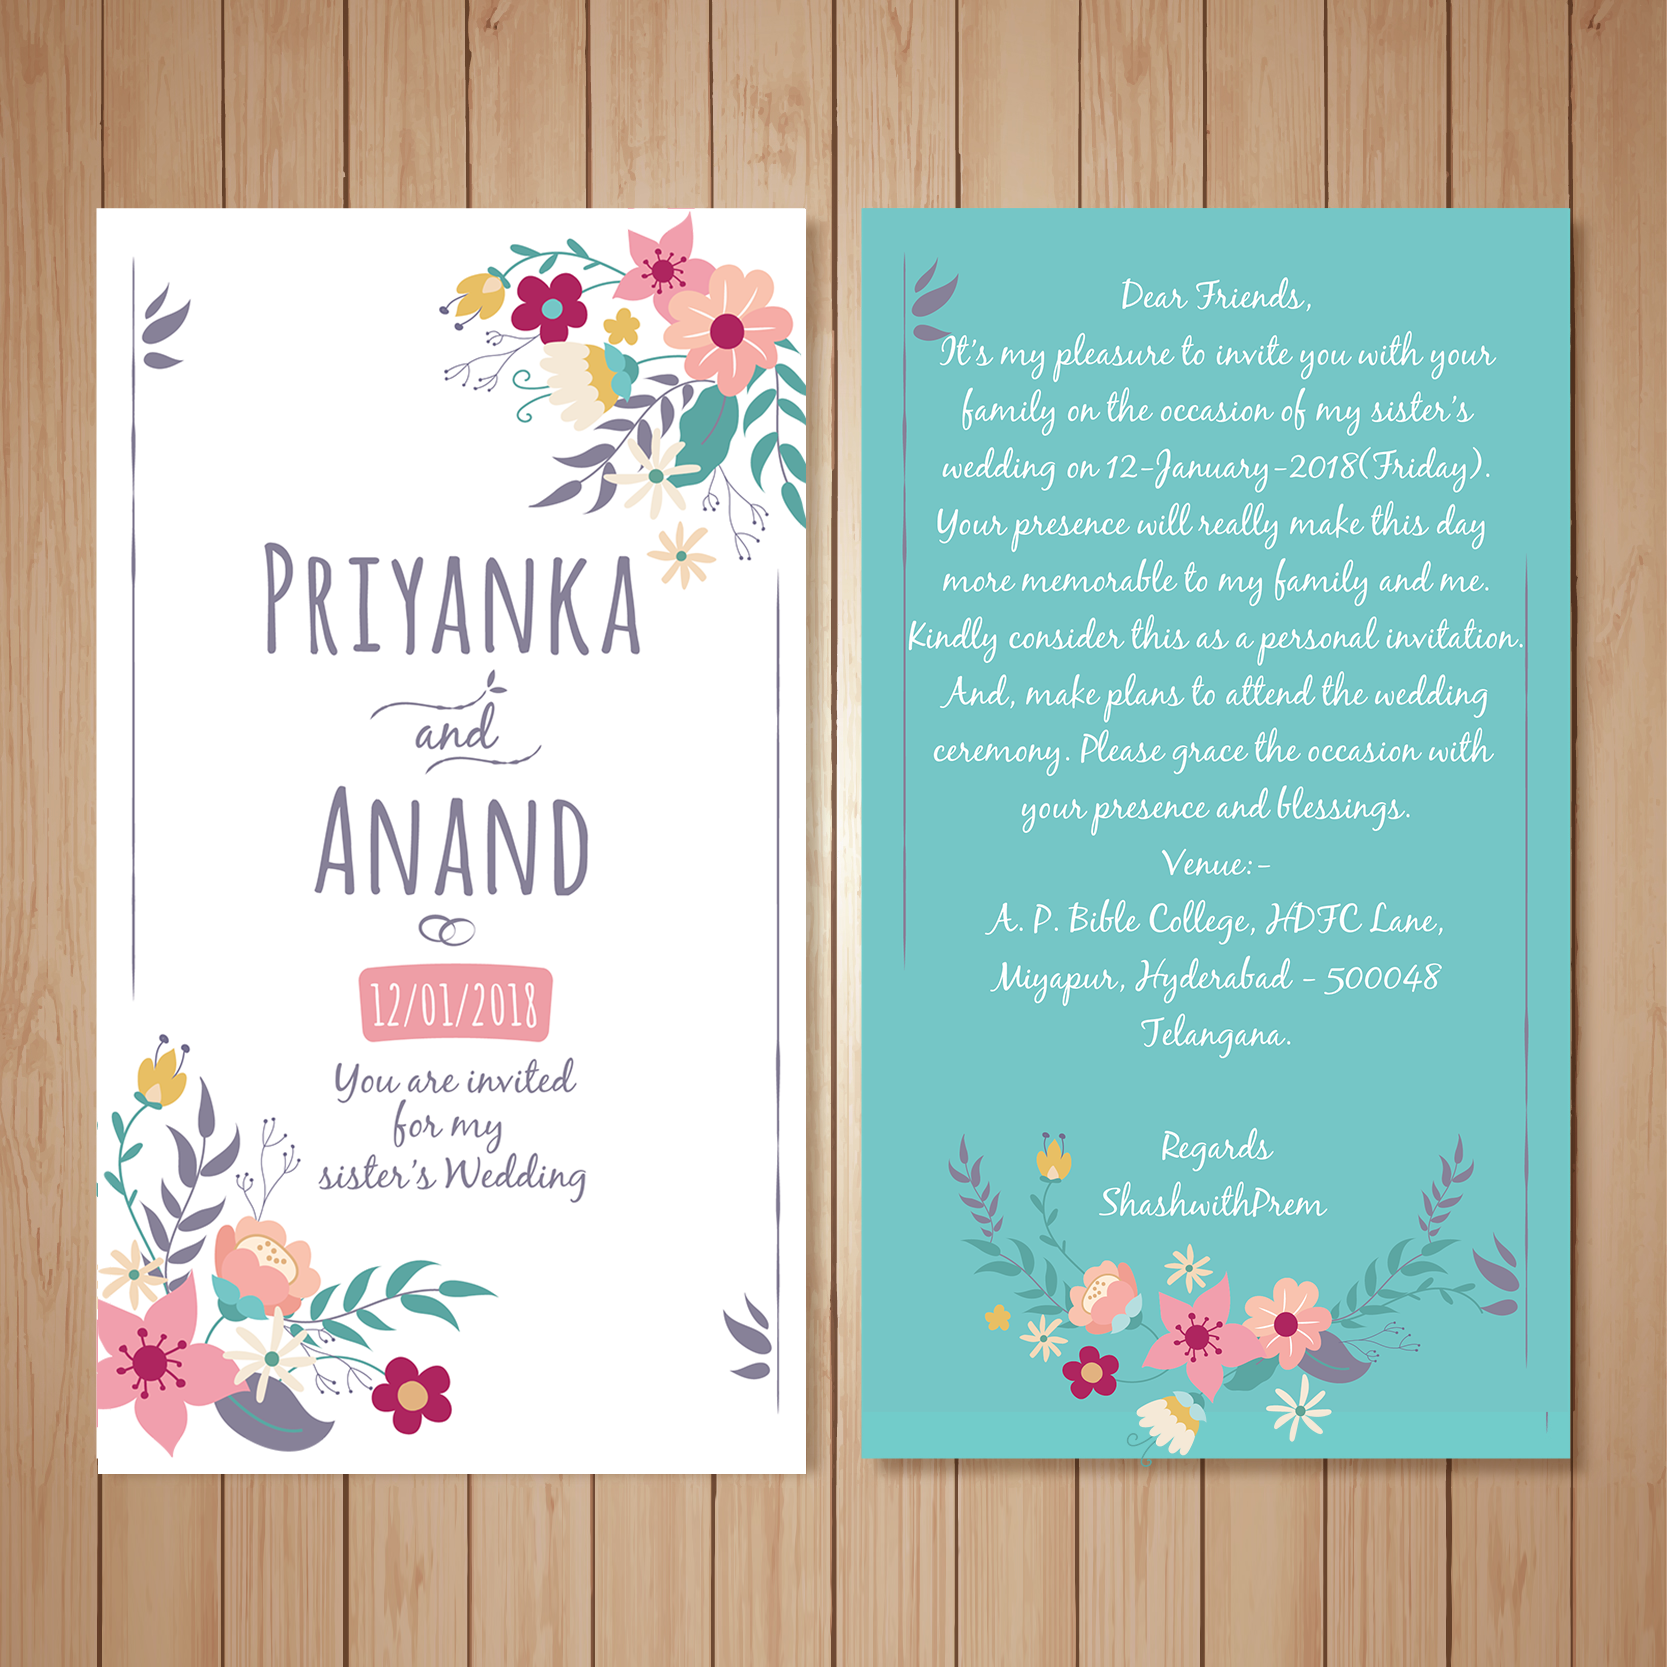 PRIYANKA
and
ANAND
12/01/2018
You are invited
for my
sister's Wedding
Dear Friends,
It's my pleasure to invite you with your
family on the occasion of my sister's
wedding on 12-January-2018(Friday).
Your presence will really make this day
more memorable to my family and me.
Kindly consider this as a personal invitation.
And, make plans to attend the wedding
ceremony. Please grace the occasion with
your presence and blessings.
Venue:-
A. P. Bible College, HDFC Lane,
Miyapur, Hyderabad - 500048
Telangana.
Regards
ShashwithPrem